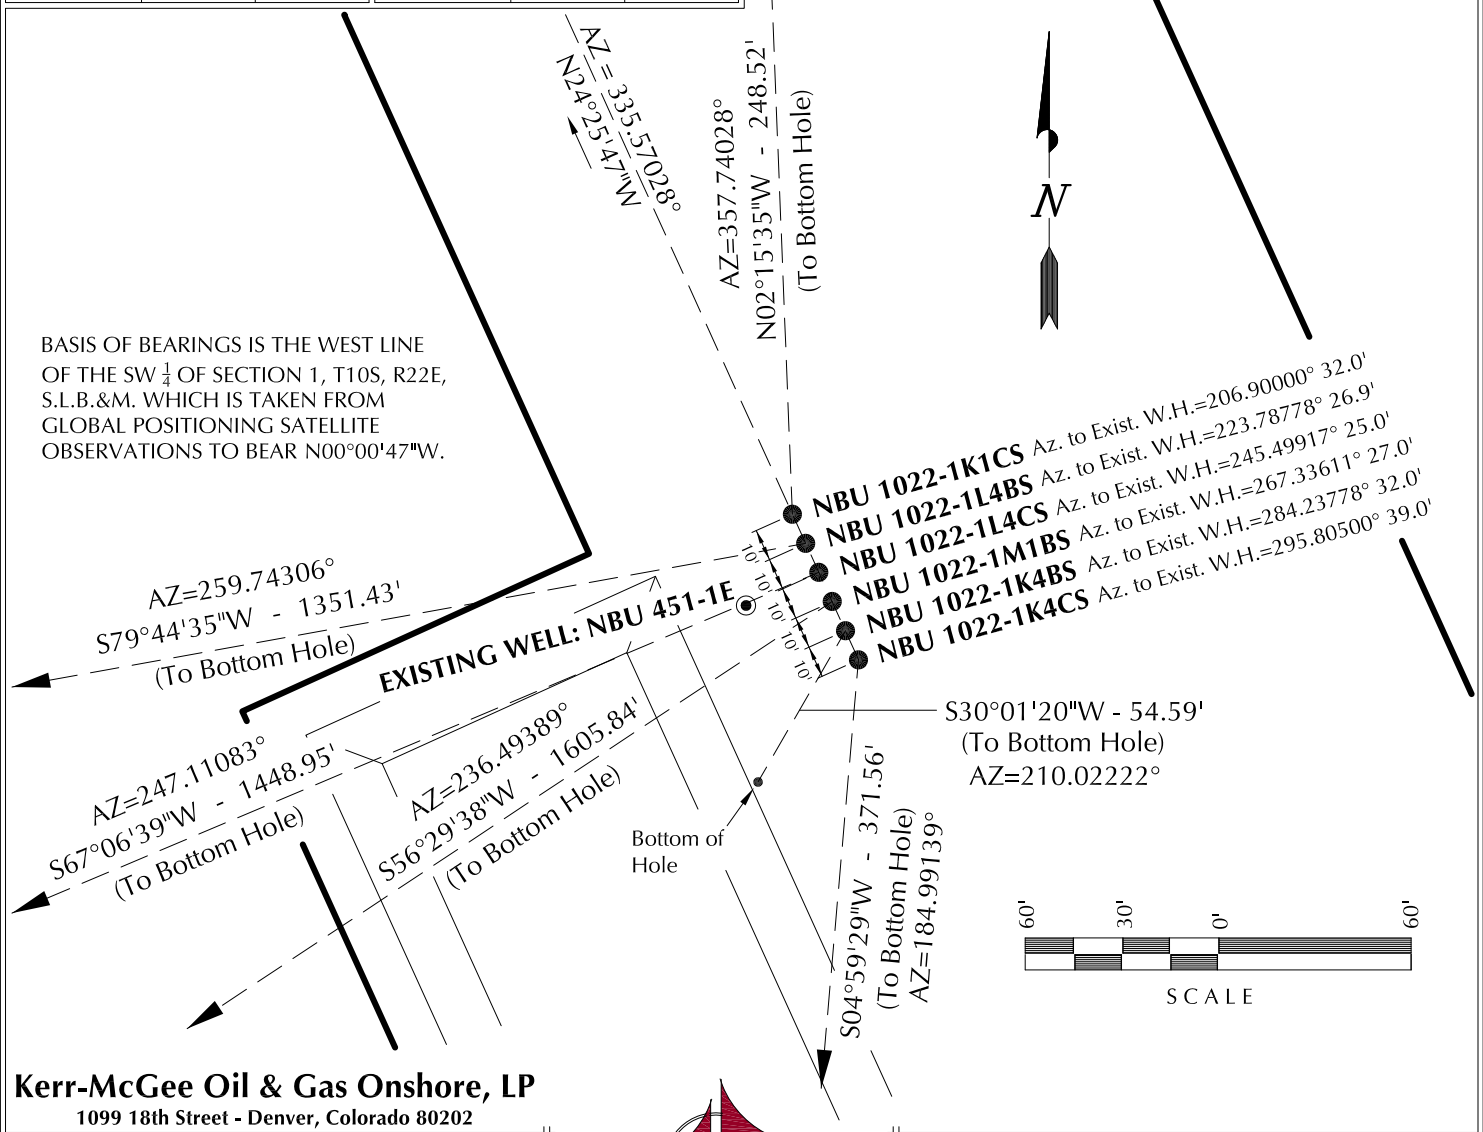 AZ = 335.57028°
N24°25'47"W
AZ=357.74028°
N02°15'35"W - 248.52'
(To Bottom Hole)
N
BASIS OF BEARINGS IS THE WEST LINE
OF THE SW 1/4 OF SECTION 1, T10S, R22E,
S.L.B.&M. WHICH IS TAKEN FROM
GLOBAL POSITIONING SATELLITE
OBSERVATIONS TO BEAR N00°00'47"W.
NBU 1022-1K1CS Az. to Exist. W.H.=206.90000° 32.0'
NBU 1022-1L4BS Az. to Exist. W.H.=223.78778° 26.9'
NBU 1022-1L4CS Az. to Exist. W.H.=245.49917° 25.0'
NBU 1022-1M1BS Az. to Exist. W.H.=267.33611° 27.0'
NBU 1022-1K4BS Az. to Exist. W.H.=284.23778° 32.0'
NBU 1022-1K4CS Az. to Exist. W.H.=295.80500° 39.0'
10'
10'
10'
10'
10'
10'
10'
AZ=259.74306°
S79°44'35"W - 1351.43'
(To Bottom Hole)
EXISTING WELL: NBU 451-1E
AZ=247.11083°
S67°06'39"W - 1448.95'
(To Bottom Hole)
AZ=236.49389°
S56°29'38"W - 1605.84'
(To Bottom Hole)
S30°01'20"W - 54.59'
(To Bottom Hole)
AZ=210.02222°
Bottom of
Hole
S04°59'29"W - 371.56'
(To Bottom Hole)
AZ=184.99139°
60' 30' 0' 60'
SCALE
Kerr-McGee Oil & Gas Onshore, LP
1099 18th Street - Denver, Colorado 80202